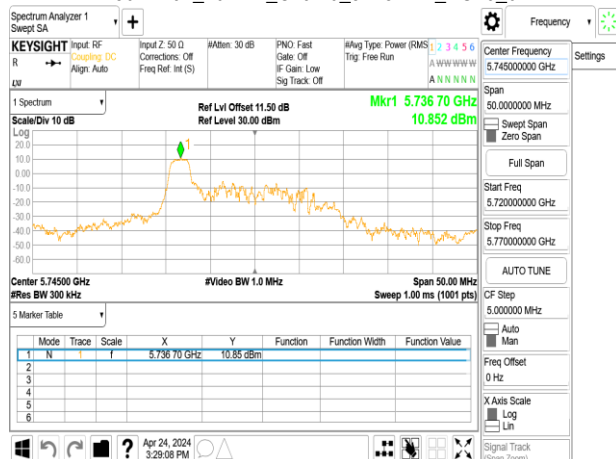 Spectrum Analyzer 1
Swept SA
Frequency
KEYSIGHT
R
Input: RF
Coupling: DC
Align: Auto
Input Z: 50 Ω
Corrections: Off
Freq Ref: Int (S)
#Atten: 30 dB
PNO: Fast
Gate: Off
IF Gain: Low
Sig Track: Off
#Avg Type: Power (RMS
Trig: Free Run
1 2 3 4 5 6
A W W W W W
A N N N N N
1 Spectrum
Scale/Div 10 dB
Ref Lvl Offset 11.50 dB
Ref Level 30.00 dBm
Mkr1 5.736 70 GHz
10.852 dBm
Log
20.0
10.0
0.00
-10.0
-20.0
-30.0
-40.0
-50.0
-60.0
1
Center 5.74500 GHz
#Res BW 300 kHz
#Video BW 1.0 MHz
Span 50.00 MHz
Sweep 1.00 ms (1001 pts)
5 Marker Table
Mode Trace Scale X Y Function Function Width Function Value
1 N 1 f 5.736 70 GHz 10.85 dBm
2
3
4
5
6
Apr 24, 2024
3:29:08 PM
Center Frequency
5.745000000 GHz
Settings
Span
50.0000000 MHz
Swept Span
Zero Span
Full Span
Start Freq
5.720000000 GHz
Stop Freq
5.770000000 GHz
AUTO TUNE
CF Step
5.000000 MHz
Auto
Man
Freq Offset
0 Hz
X Axis Scale
Log
Lin
Signal Track
(Span Zoom)